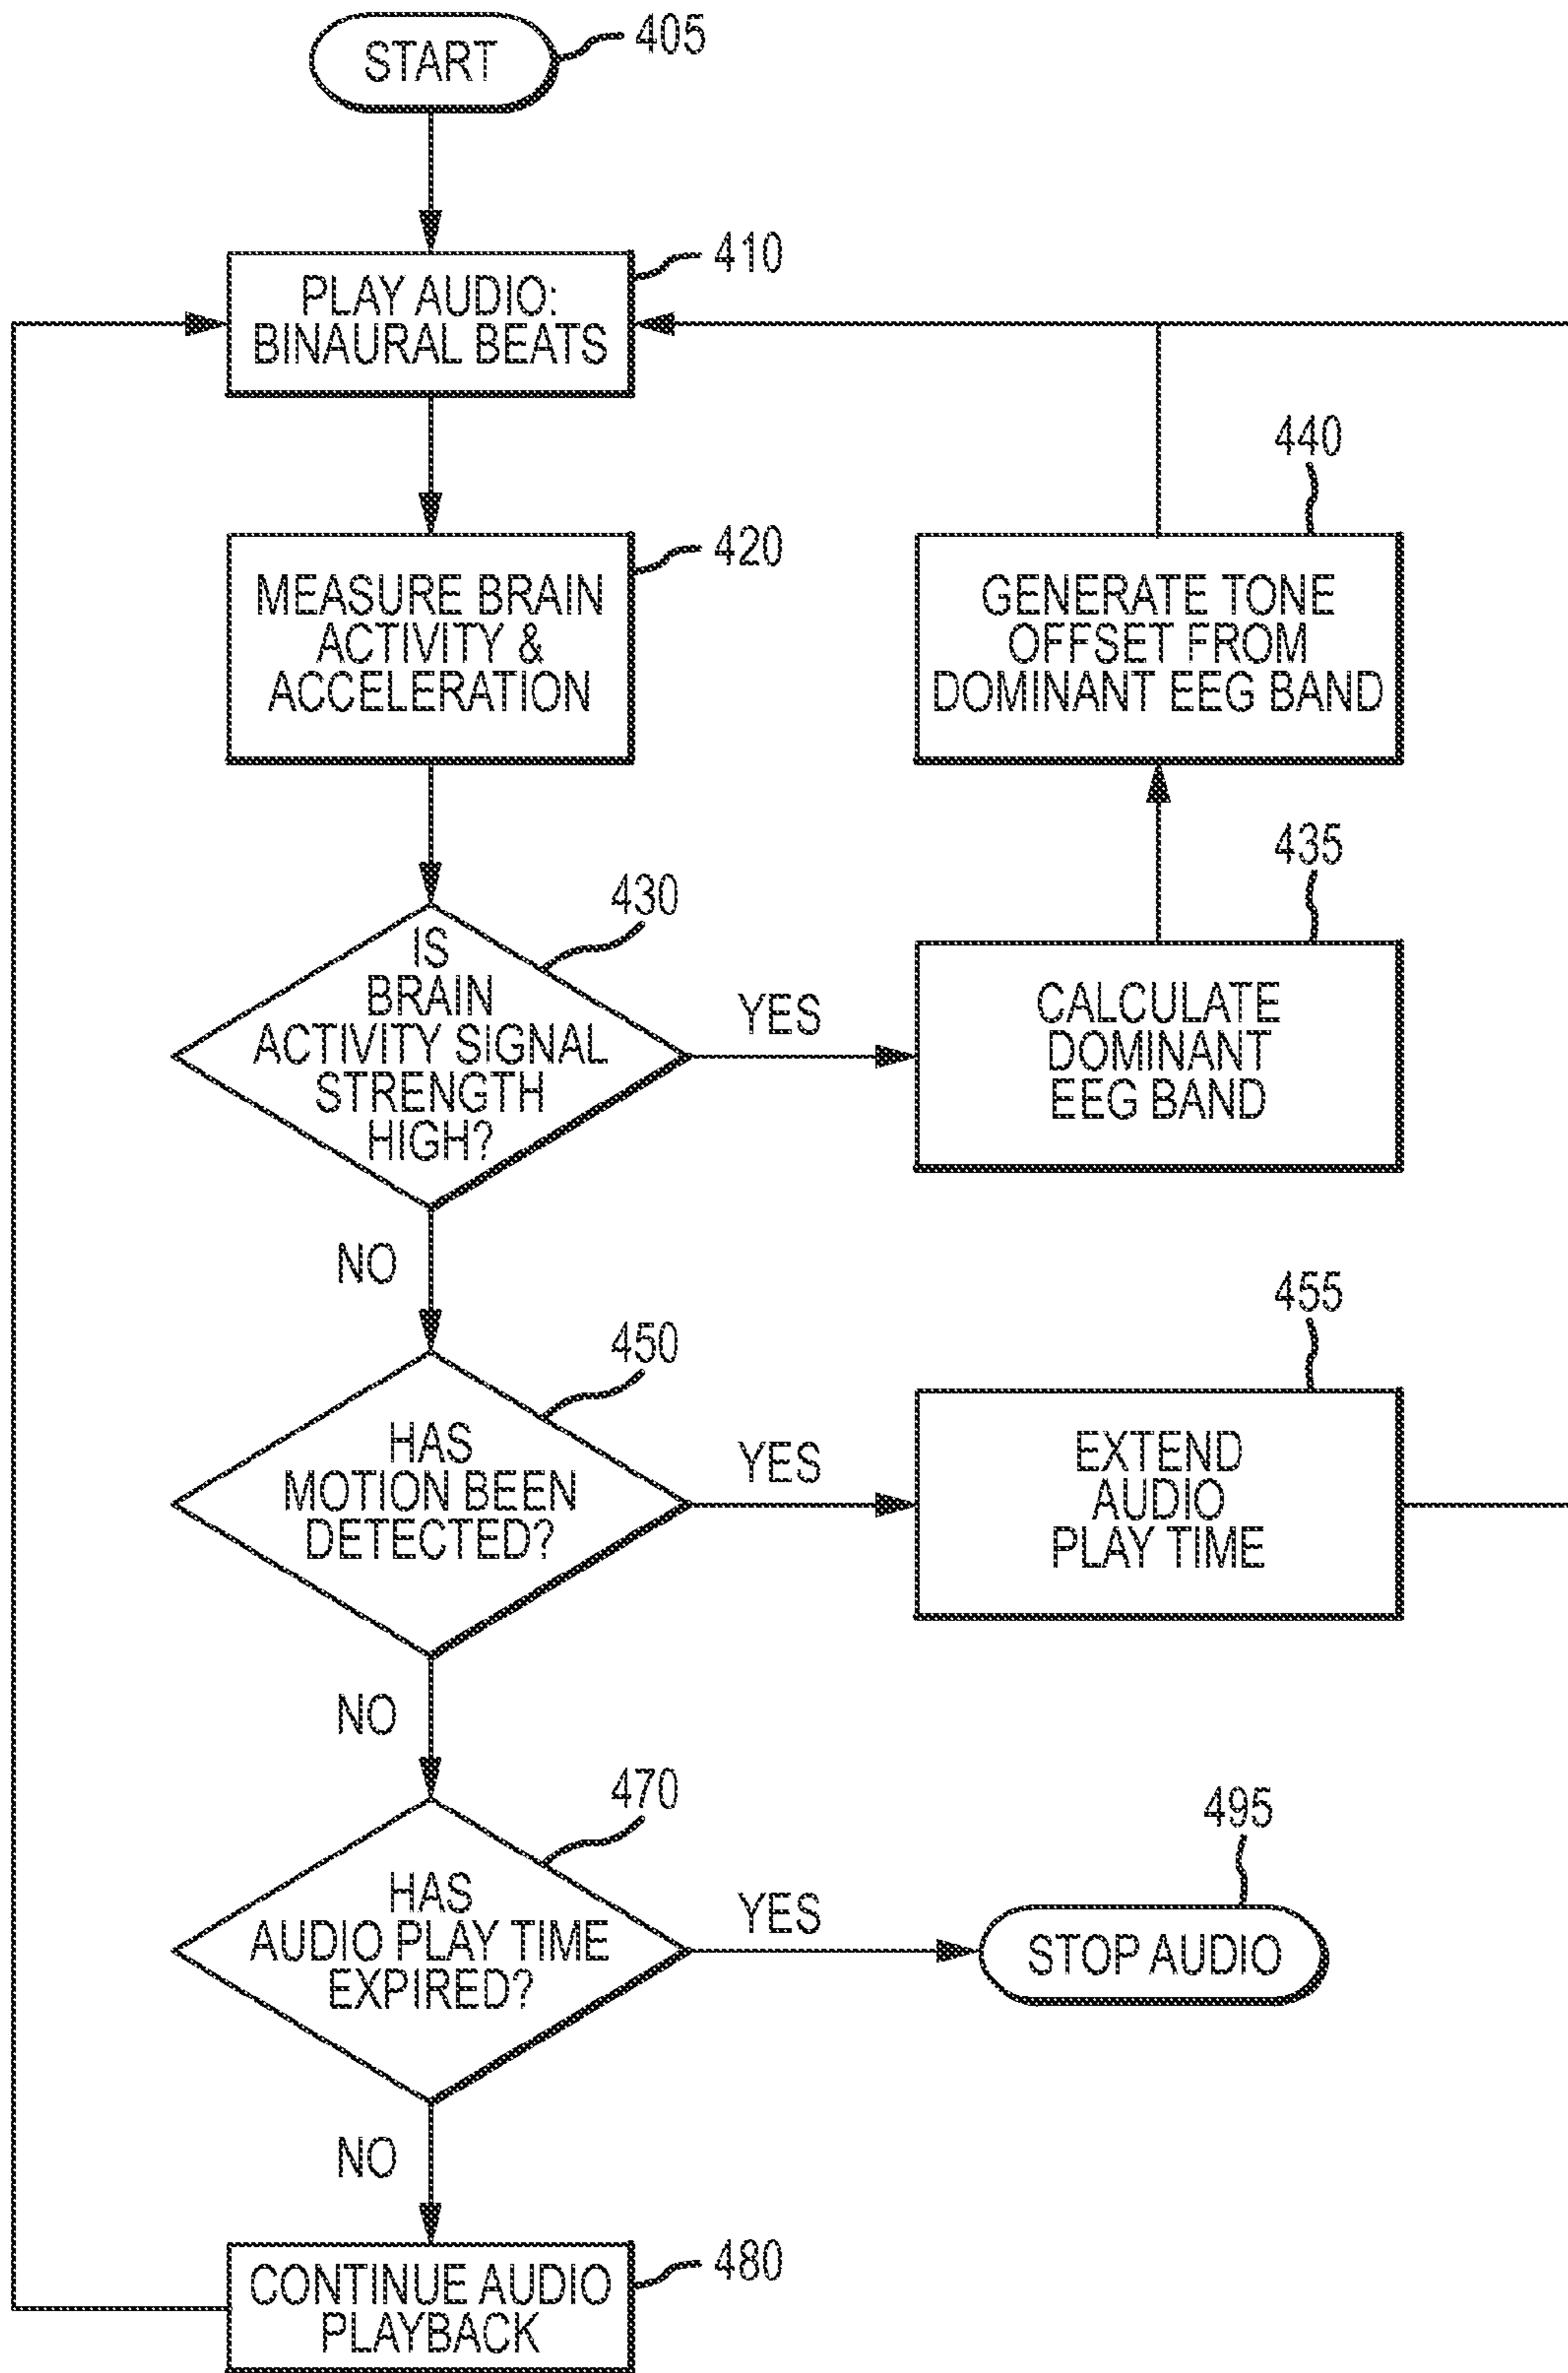 START
405
410
PLAY AUDIO:
BINAURAL BEATS
440
420
MEASURE BRAIN
ACTIVITY &
ACCELERATION
GENERATE TONE
OFFSET FROM
DOMINANT EEG BAND
435
430
IS
BRAIN
ACTIVITY SIGNAL
STRENGTH
HIGH?
YES
CALCULATE
DOMINANT
EEG BAND
NO
455
450
HAS
MOTION BEEN
DETECTED?
YES
EXTEND
AUDIO
PLAY TIME
NO
470
495
HAS
AUDIO PLAY TIME
EXPIRED?
YES
STOP AUDIO
NO
480
CONTINUE AUDIO
PLAYBACK